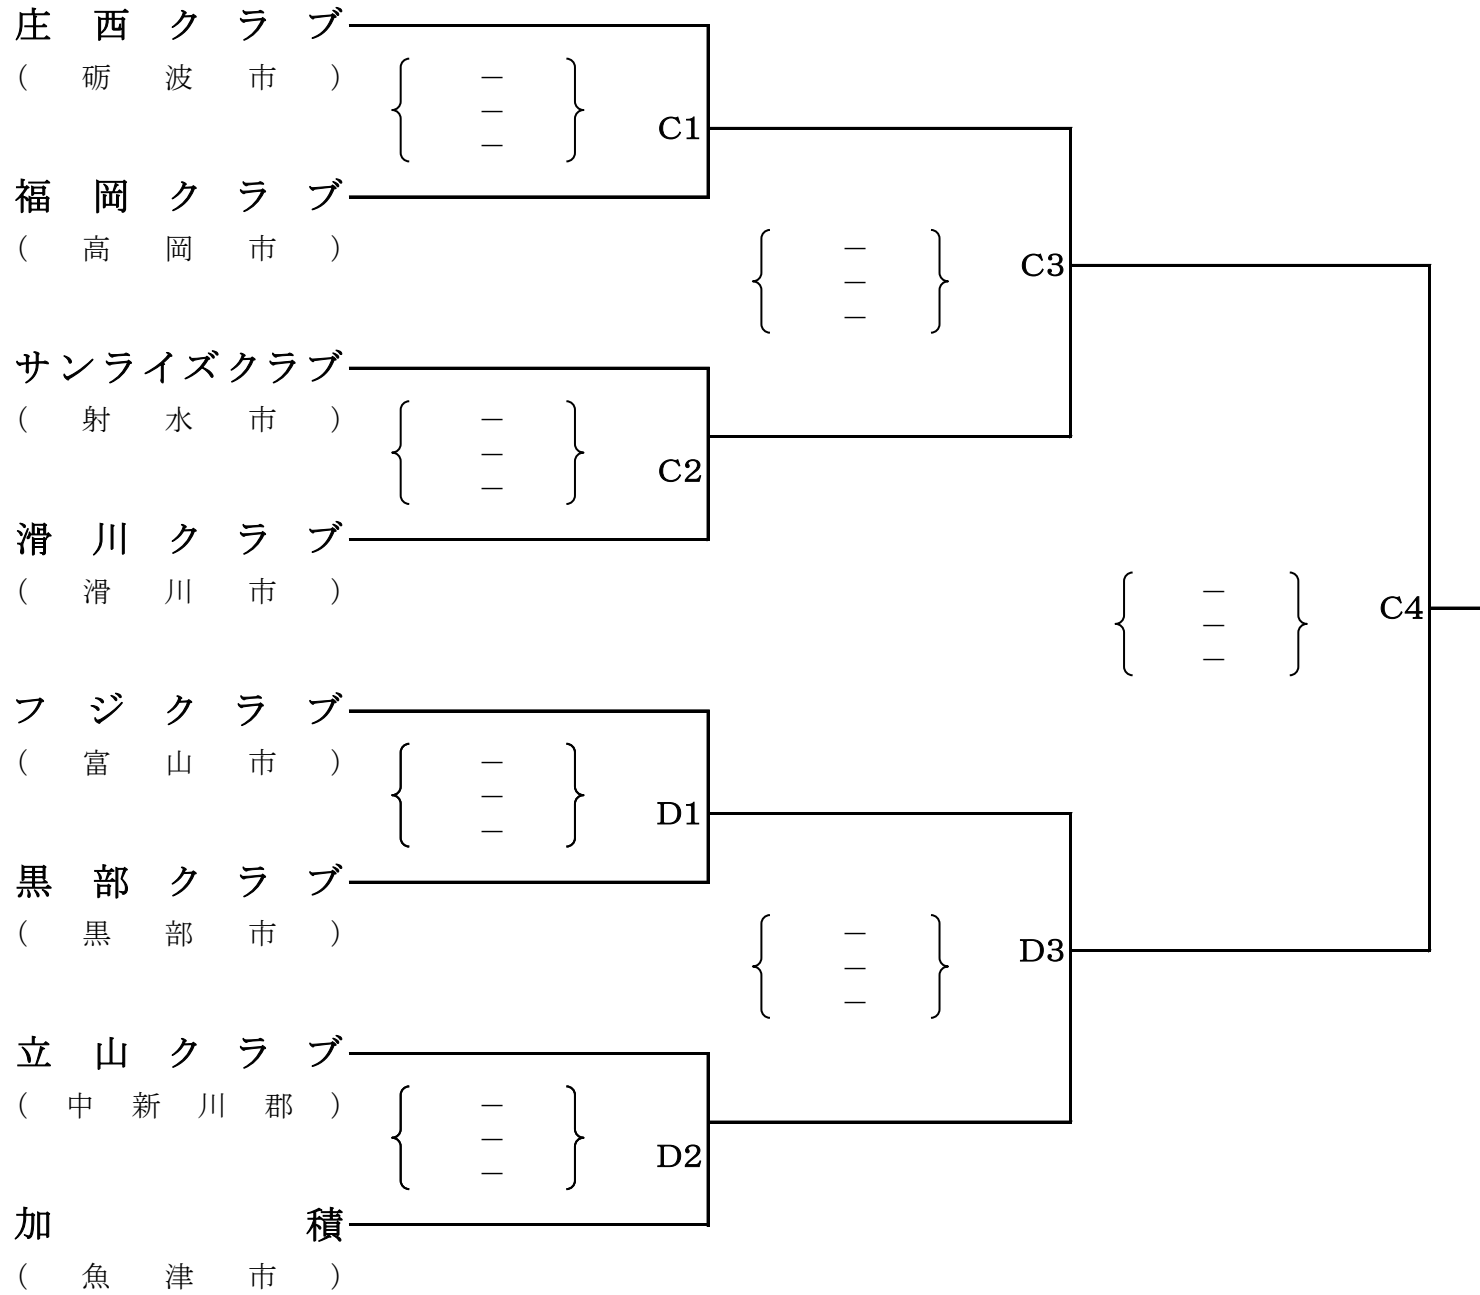 庄西クラブ
(砺波市)
福岡クラブ
(高岡市)
サンライズクラブ
(射水市)
滑川クラブ
(滑川市)
フジクラブ
(富山市)
黒部クラブ
(黒部市)
立山クラブ
(中新川郡)
加積
(魚津市)
{ – – – } C1
{ – – – } C2
{ – – – } D1
{ – – – } D2
{ – – – } C3
{ – – – } D3
{ – – – } C4